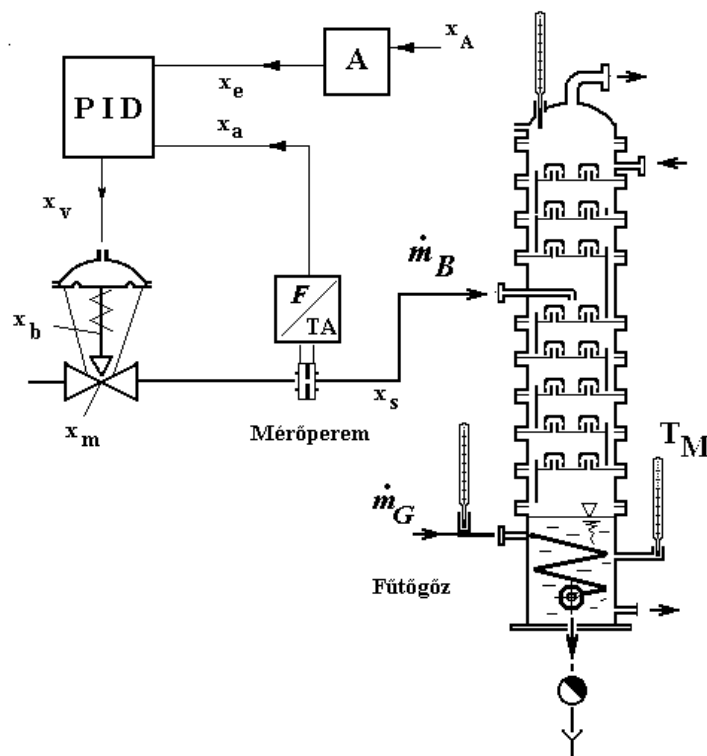 x_A
A
x_e
PID
x_a
x_v
ṁ_B
F
TA
x_b
x_s
x_m
Mérőperem
T_M
ṁ_G
Fűtőgőz